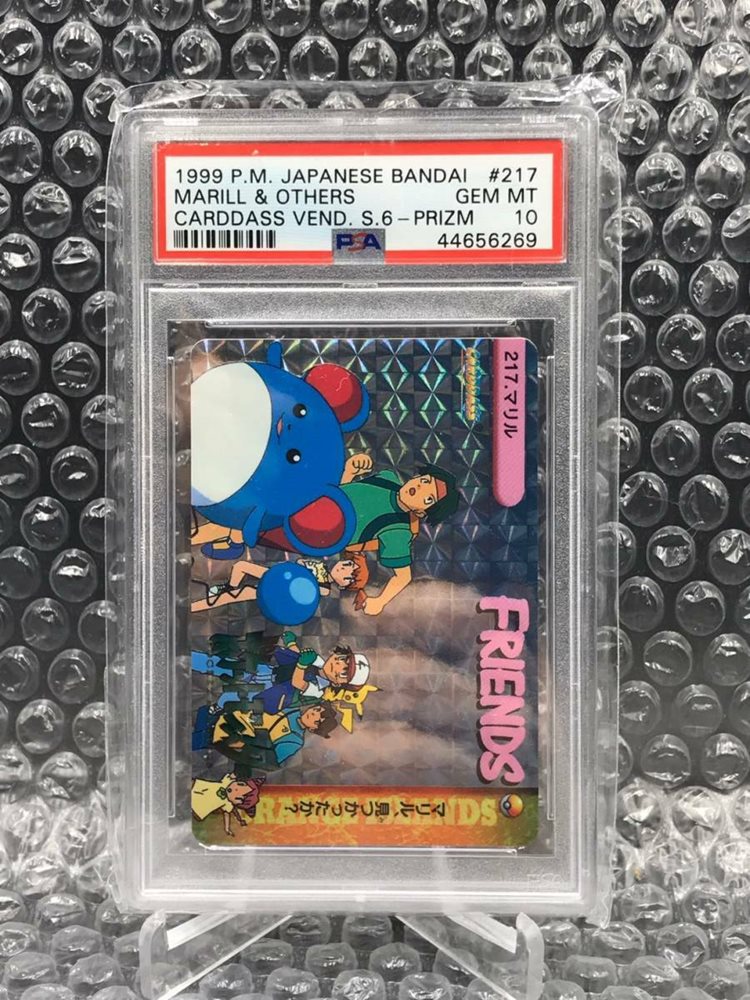 1999 P.M. JAPANESE BANDAI #217
MARILL & OTHERS GEM MT
CARDDASS VEND. S.6-PRIZM 10
PSA 44656269
217.マリル
CARDDASS
FRIENDS
マリル、見つかったか?